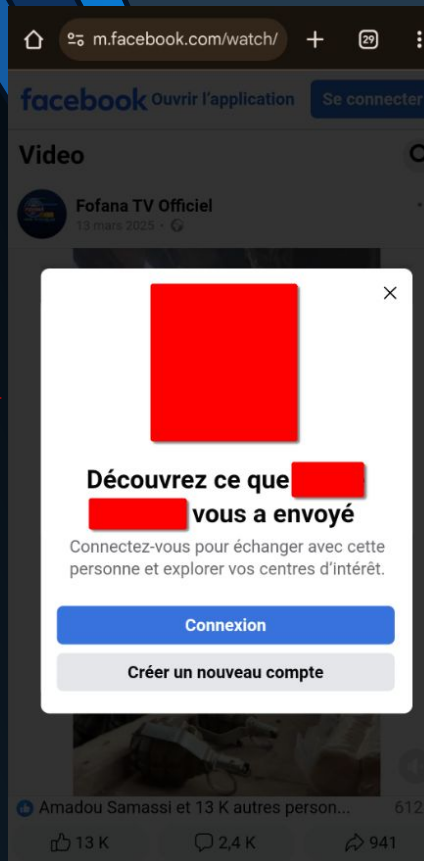 m.facebook.com/watch/
29
facebook Ouvrir l'application Se connecter
Video
Fofana TV Officiel
13 mars 2025
Découvrez ce que
vous a envoyé
Connectez-vous pour échanger avec cette
personne et explorer vos centres d'intérêt.
Connexion
Créer un nouveau compte
Amadou Samassi et 13 K autres person... 612
13 K 2,4 K 941